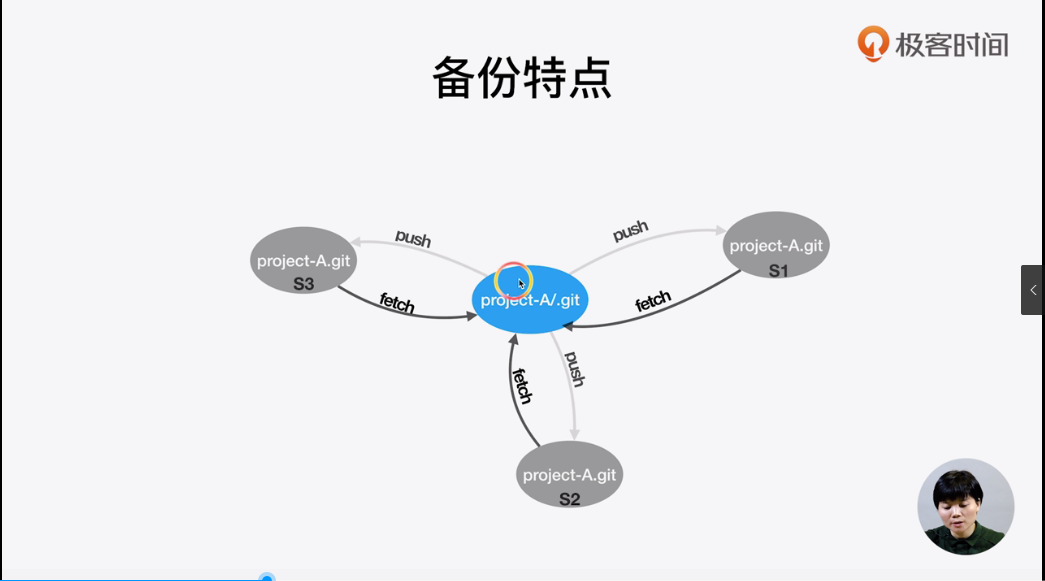 极客时间
备份特点
push
push
project-A.git
S1
project-A.git
S3
fetch
fetch
project-A/.git
push
fetch
project-A.git
S2